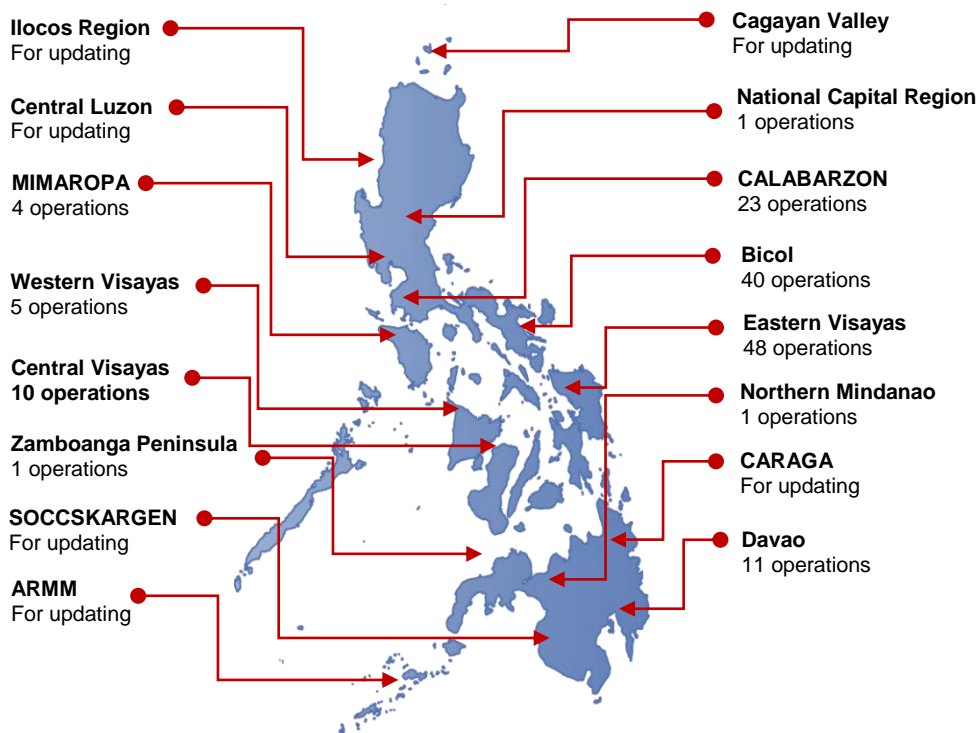 Ilocos Region
For updating
Central Luzon
For updating
MIMAROPA
4 operations
Western Visayas
5 operations
Central Visayas
10 operations
Zamboanga Peninsula
1 operations
SOCCSKARGEN
For updating
ARMM
For updating
Cagayan Valley
For updating
National Capital Region
1 operations
CALABARZON
23 operations
Bicol
40 operations
Eastern Visayas
48 operations
Northern Mindanao
1 operations
CARAGA
For updating
Davao
11 operations